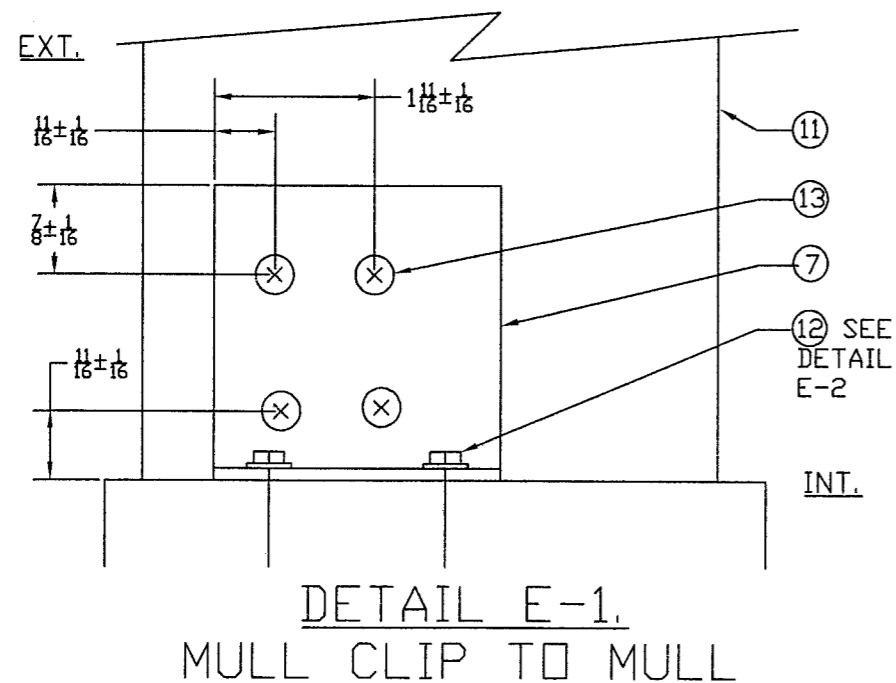 EXT.
1 11/16±1/16
11/16±1/16
11
13
7/8±1/16
7
12 SEE
DETAIL
E-2
11/16±1/16
INT.
DETAIL E-1.
MULL CLIP TO MULL